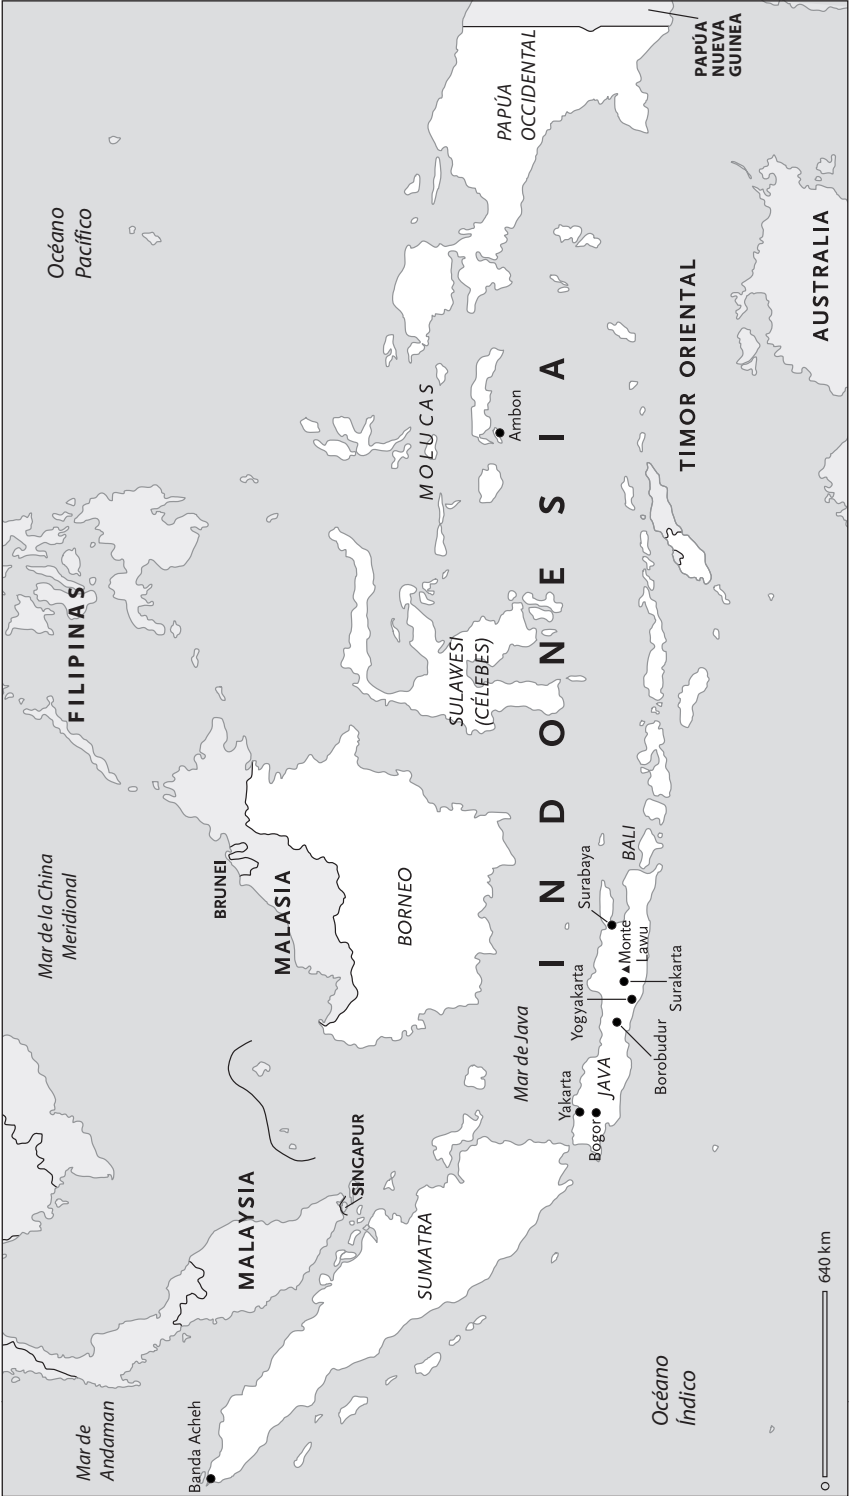 Mar de
Andaman
Banda Acheh
MALAYSIA
SINGAPUR
SUMATRA
Océano
Índico
0
640 km
Mar de la China
Meridional
BRUNEI
MALASIA
BORNEO
Mar de Java
Yakarta
Bogor
JAVA
Borobudur
Yogyakarta
Surakarta
Monte
Lawu
Surabaya
BALI
FILIPINAS
SULAWESI
(CÉLEBES)
INDONESIA
MOLUCAS
Ambon
TIMOR ORIENTAL
Océano
Pacífico
PAPÚA
OCCIDENTAL
PAPÚA
NUEVA
GUINEA
AUSTRALIA